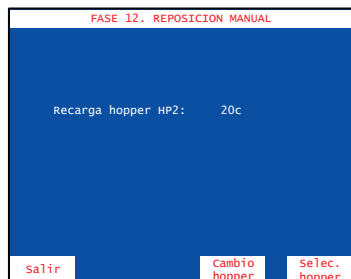 FASE 12. REPOSICION MANUAL
Recarga hopper HP2: 20c
Salir
Cambio
hopper
Selec.
hopper